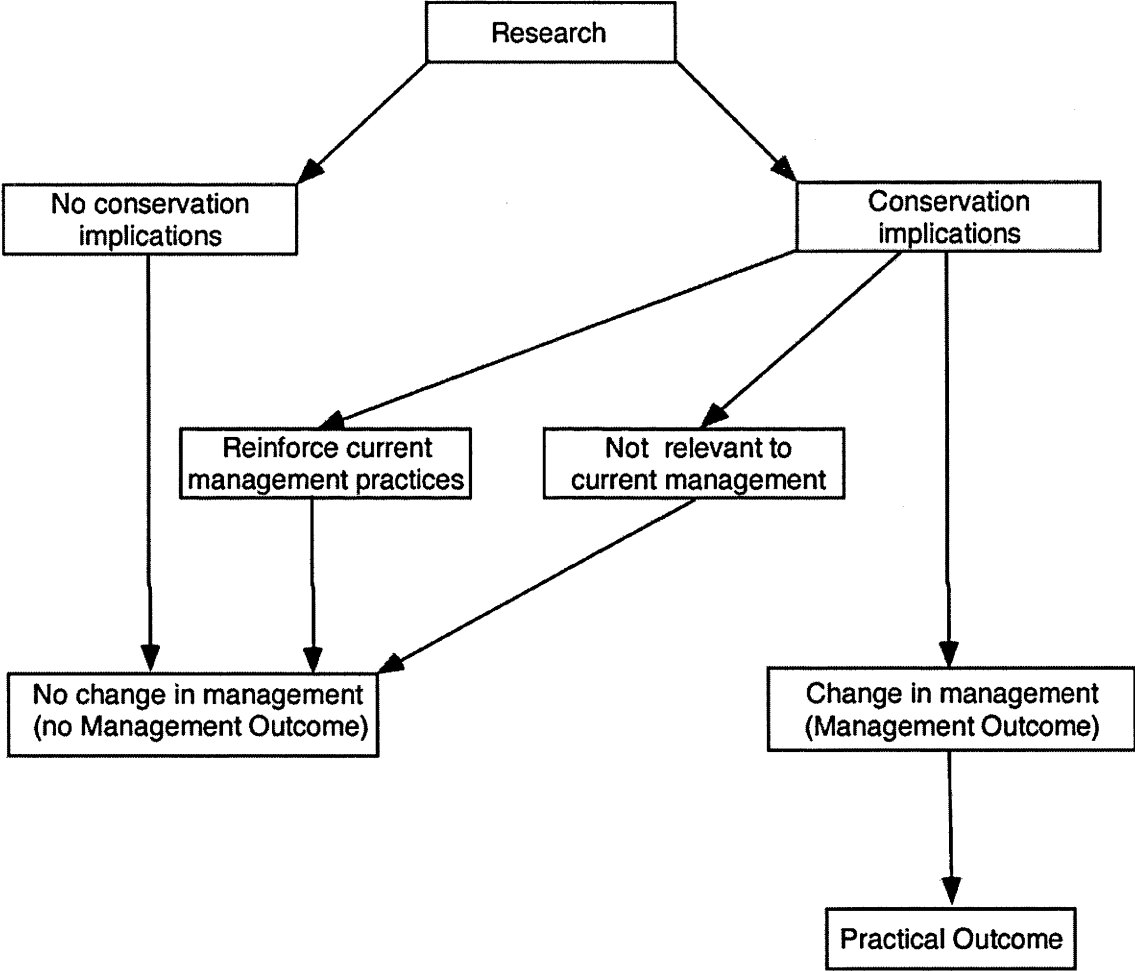 Research
No conservation
implications
Conservation
implications
Reinforce current
management practices
Not relevant to
current management
No change in management
(no Management Outcome)
Change in management
(Management Outcome)
Practical Outcome